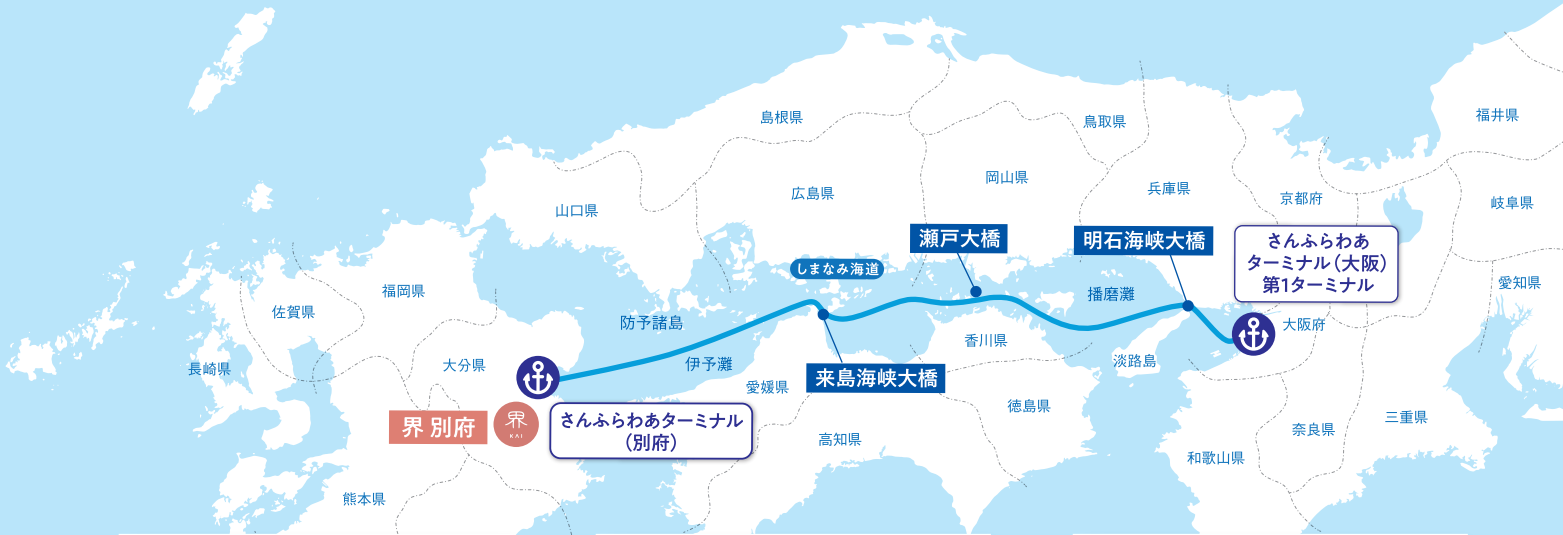 島根県
鳥取県
福井県
広島県
岡山県
兵庫県
京都府
岐阜県
山口県
瀬戸大橋
明石海峡大橋
さんふらわあ
ターミナル（大阪）
第1ターミナル
しまなみ海道
福岡県
佐賀県
播磨灘
愛知県
防予諸島
大阪府
香川県
長崎県
大分県
伊予灘
淡路島
愛媛県
来島海峡大橋
徳島県
界 別府
界
KAI
さんふらわあターミナル
（別府）
高知県
奈良県
三重県
和歌山県
熊本県